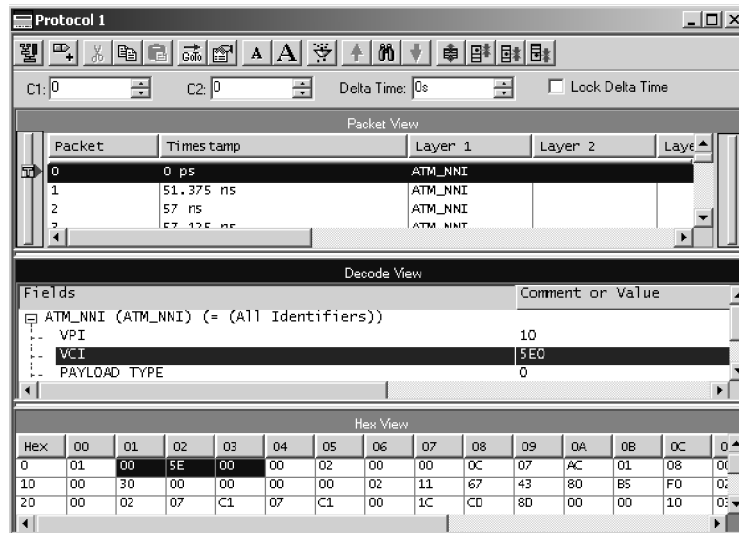 Protocol 1
GoTo A A
C1: 0 C2: 0 Delta Time: 0s Lock Delta Time
Packet View
Packet Timestamp Layer 1 Layer 2
0 0 ps ATM_NNI
1 51.375 ns ATM_NNI
2 57 ns ATM_NNI
57.125 ns ATM_NNI
Decode View
Fields Comment or Value
ATM_NNI (ATM_NNI) (= (All Identifiers))
VPI 10
VCI 5E0
PAYLOAD TYPE 0
Hex View
Hex 00 01 02 03 04 05 06 07 08 09 0A 0B 0C
0 01 00 5E 00 00 02 00 00 0C 07 AC 01 08
10 00 30 00 00 00 00 02 11 67 43 80 B5 F0
20 00 02 07 C1 07 C1 00 1C CD 8D 00 00 10